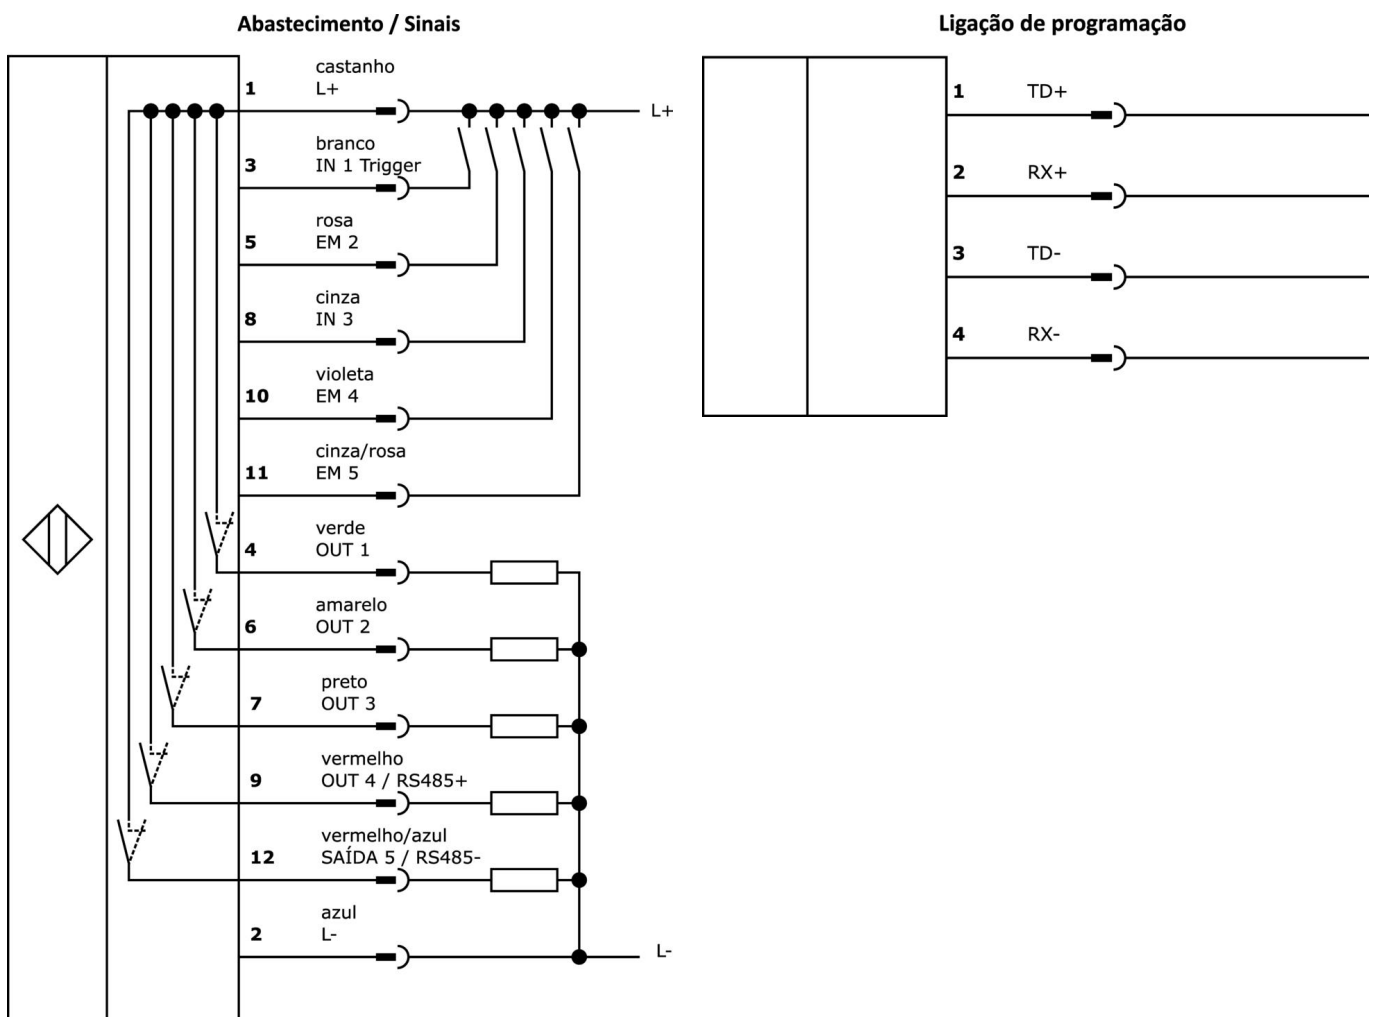 Abastecimento / Sinais
castanho
1 L+
L+
branco
3 IN 1 Trigger
rosa
5 EM 2
cinza
8 IN 3
violeta
10 EM 4
cinza/rosa
11 EM 5
verde
4 OUT 1
amarelo
6 OUT 2
preto
7 OUT 3
vermelho
9 OUT 4 / RS485+
vermelho/azul
12 SAÍDA 5 / RS485-
azul
2 L-
L-
Ligação de programação
1 TD+
2 RX+
3 TD-
4 RX-